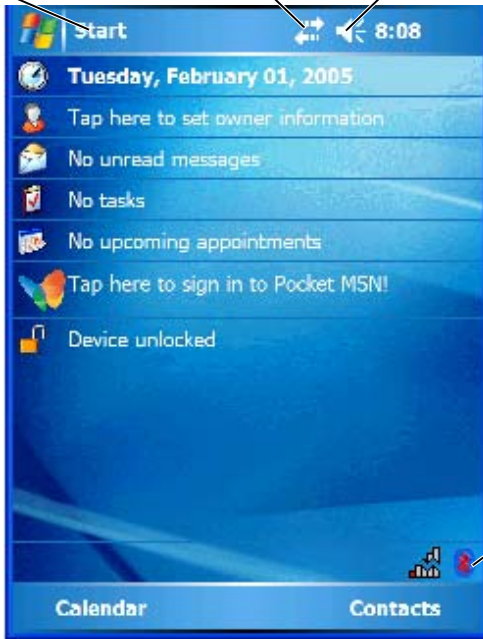 Start 8:08
Tuesday, February 01, 2005
Tap here to set owner information
No unread messages
No tasks
No upcoming appointments
Tap here to sign in to Pocket MSN!
Device unlocked
Calendar Contacts